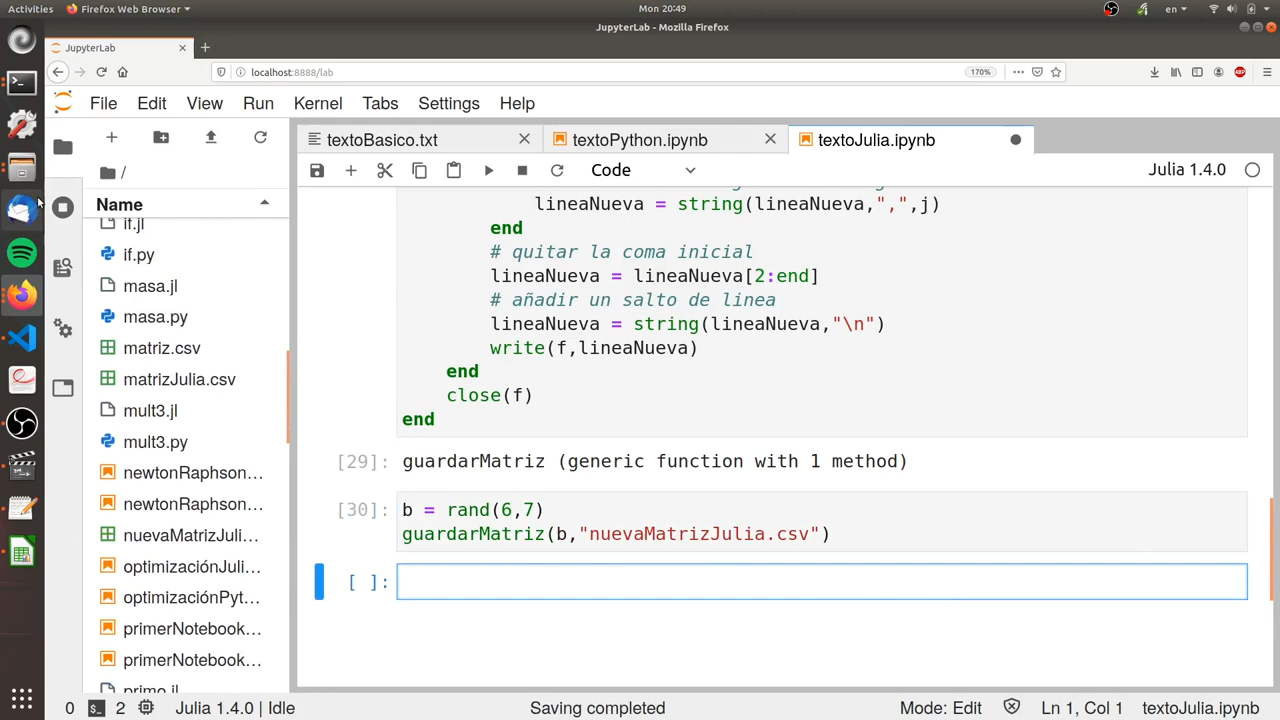 Activities Firefox Web Browser Mon 20:49 en
JupyterLab - Mozilla Firefox
JupyterLab
localhost:8888/lab 170%
File Edit View Run Kernel Tabs Settings Help
textoBasico.txt textoPython.ipynb textoJulia.ipynb
Code Julia 1.4.0
/
Name
if.jl
if.py
masa.jl
masa.py
matriz.csv
matrizJulia.csv
mult3.jl
mult3.py
newtonRaphson...
newtonRaphson...
nuevaMatrizJuli...
optimizaciónJuli...
optimizaciónPyt...
primerNotebook...
primerNotebook...
primo.jl
lineaNueva = string(lineaNueva,",",j)
end
# quitar la coma inicial
lineaNueva = lineaNueva[2:end]
# añadir un salto de linea
lineaNueva = string(lineaNueva,"\n")
write(f,lineaNueva)
end
close(f)
end
[29]: guardarMatriz (generic function with 1 method)
[30]: b = rand(6,7)
guardarMatriz(b,"nuevaMatrizJulia.csv")
[ ]:
0 2 Julia 1.4.0 | Idle Saving completed Mode: Edit Ln 1, Col 1 textoJulia.ipynb